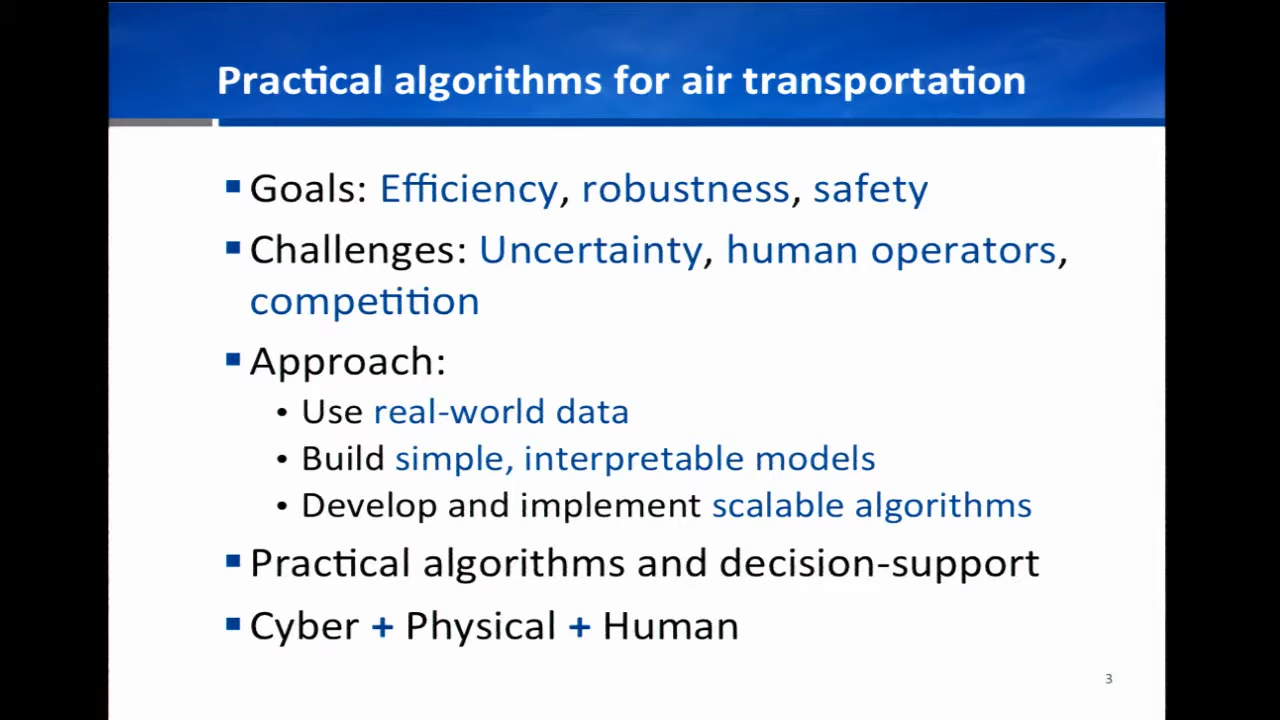 Practical algorithms for air transportation
▪ Goals: Efficiency, robustness, safety
▪ Challenges: Uncertainty, human operators,
competition
▪ Approach:
• Use real-world data
• Build simple, interpretable models
• Develop and implement scalable algorithms
▪ Practical algorithms and decision-support
▪ Cyber + Physical + Human
3